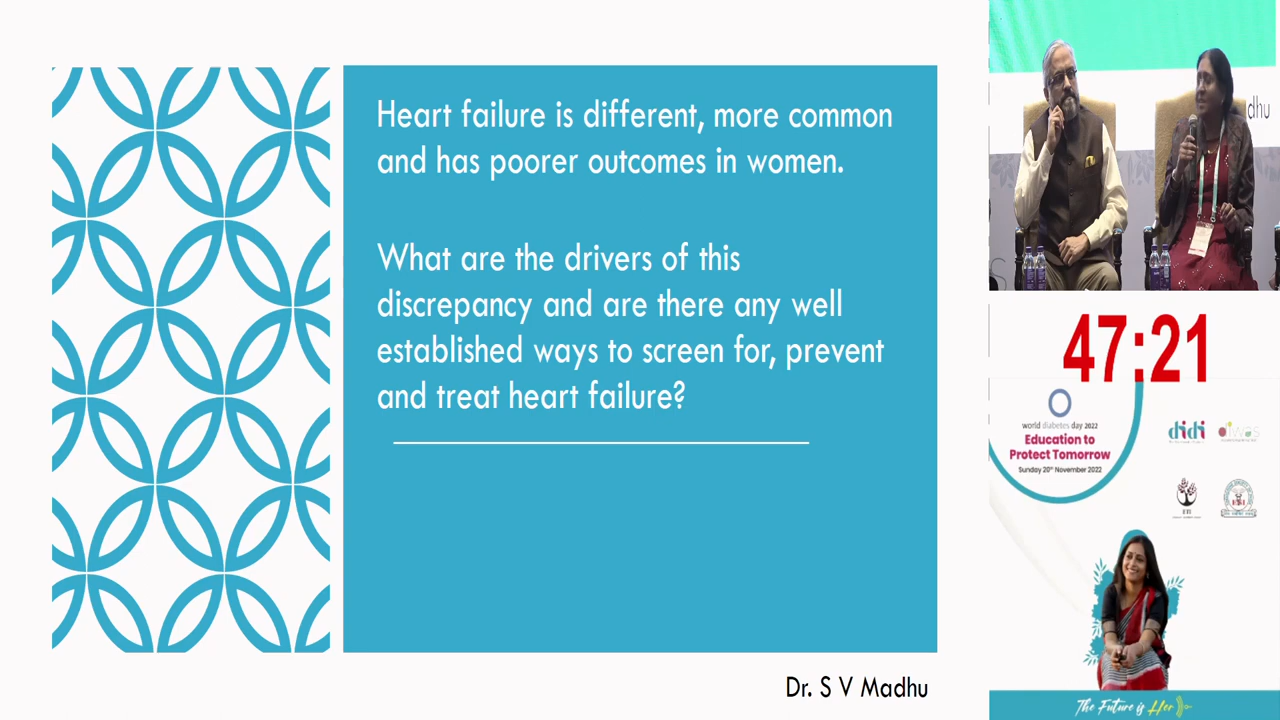 Heart failure is different, more common
and has poorer outcomes in women.
What are the drivers of this
discrepancy and are there any well
established ways to screen for, prevent
and treat heart failure?
Dr. S V Madhu
dhu
47:21
world diabetes day 2022
Education to
Protect Tomorrow
Sunday 20th November 2022
didi
The Future is Her